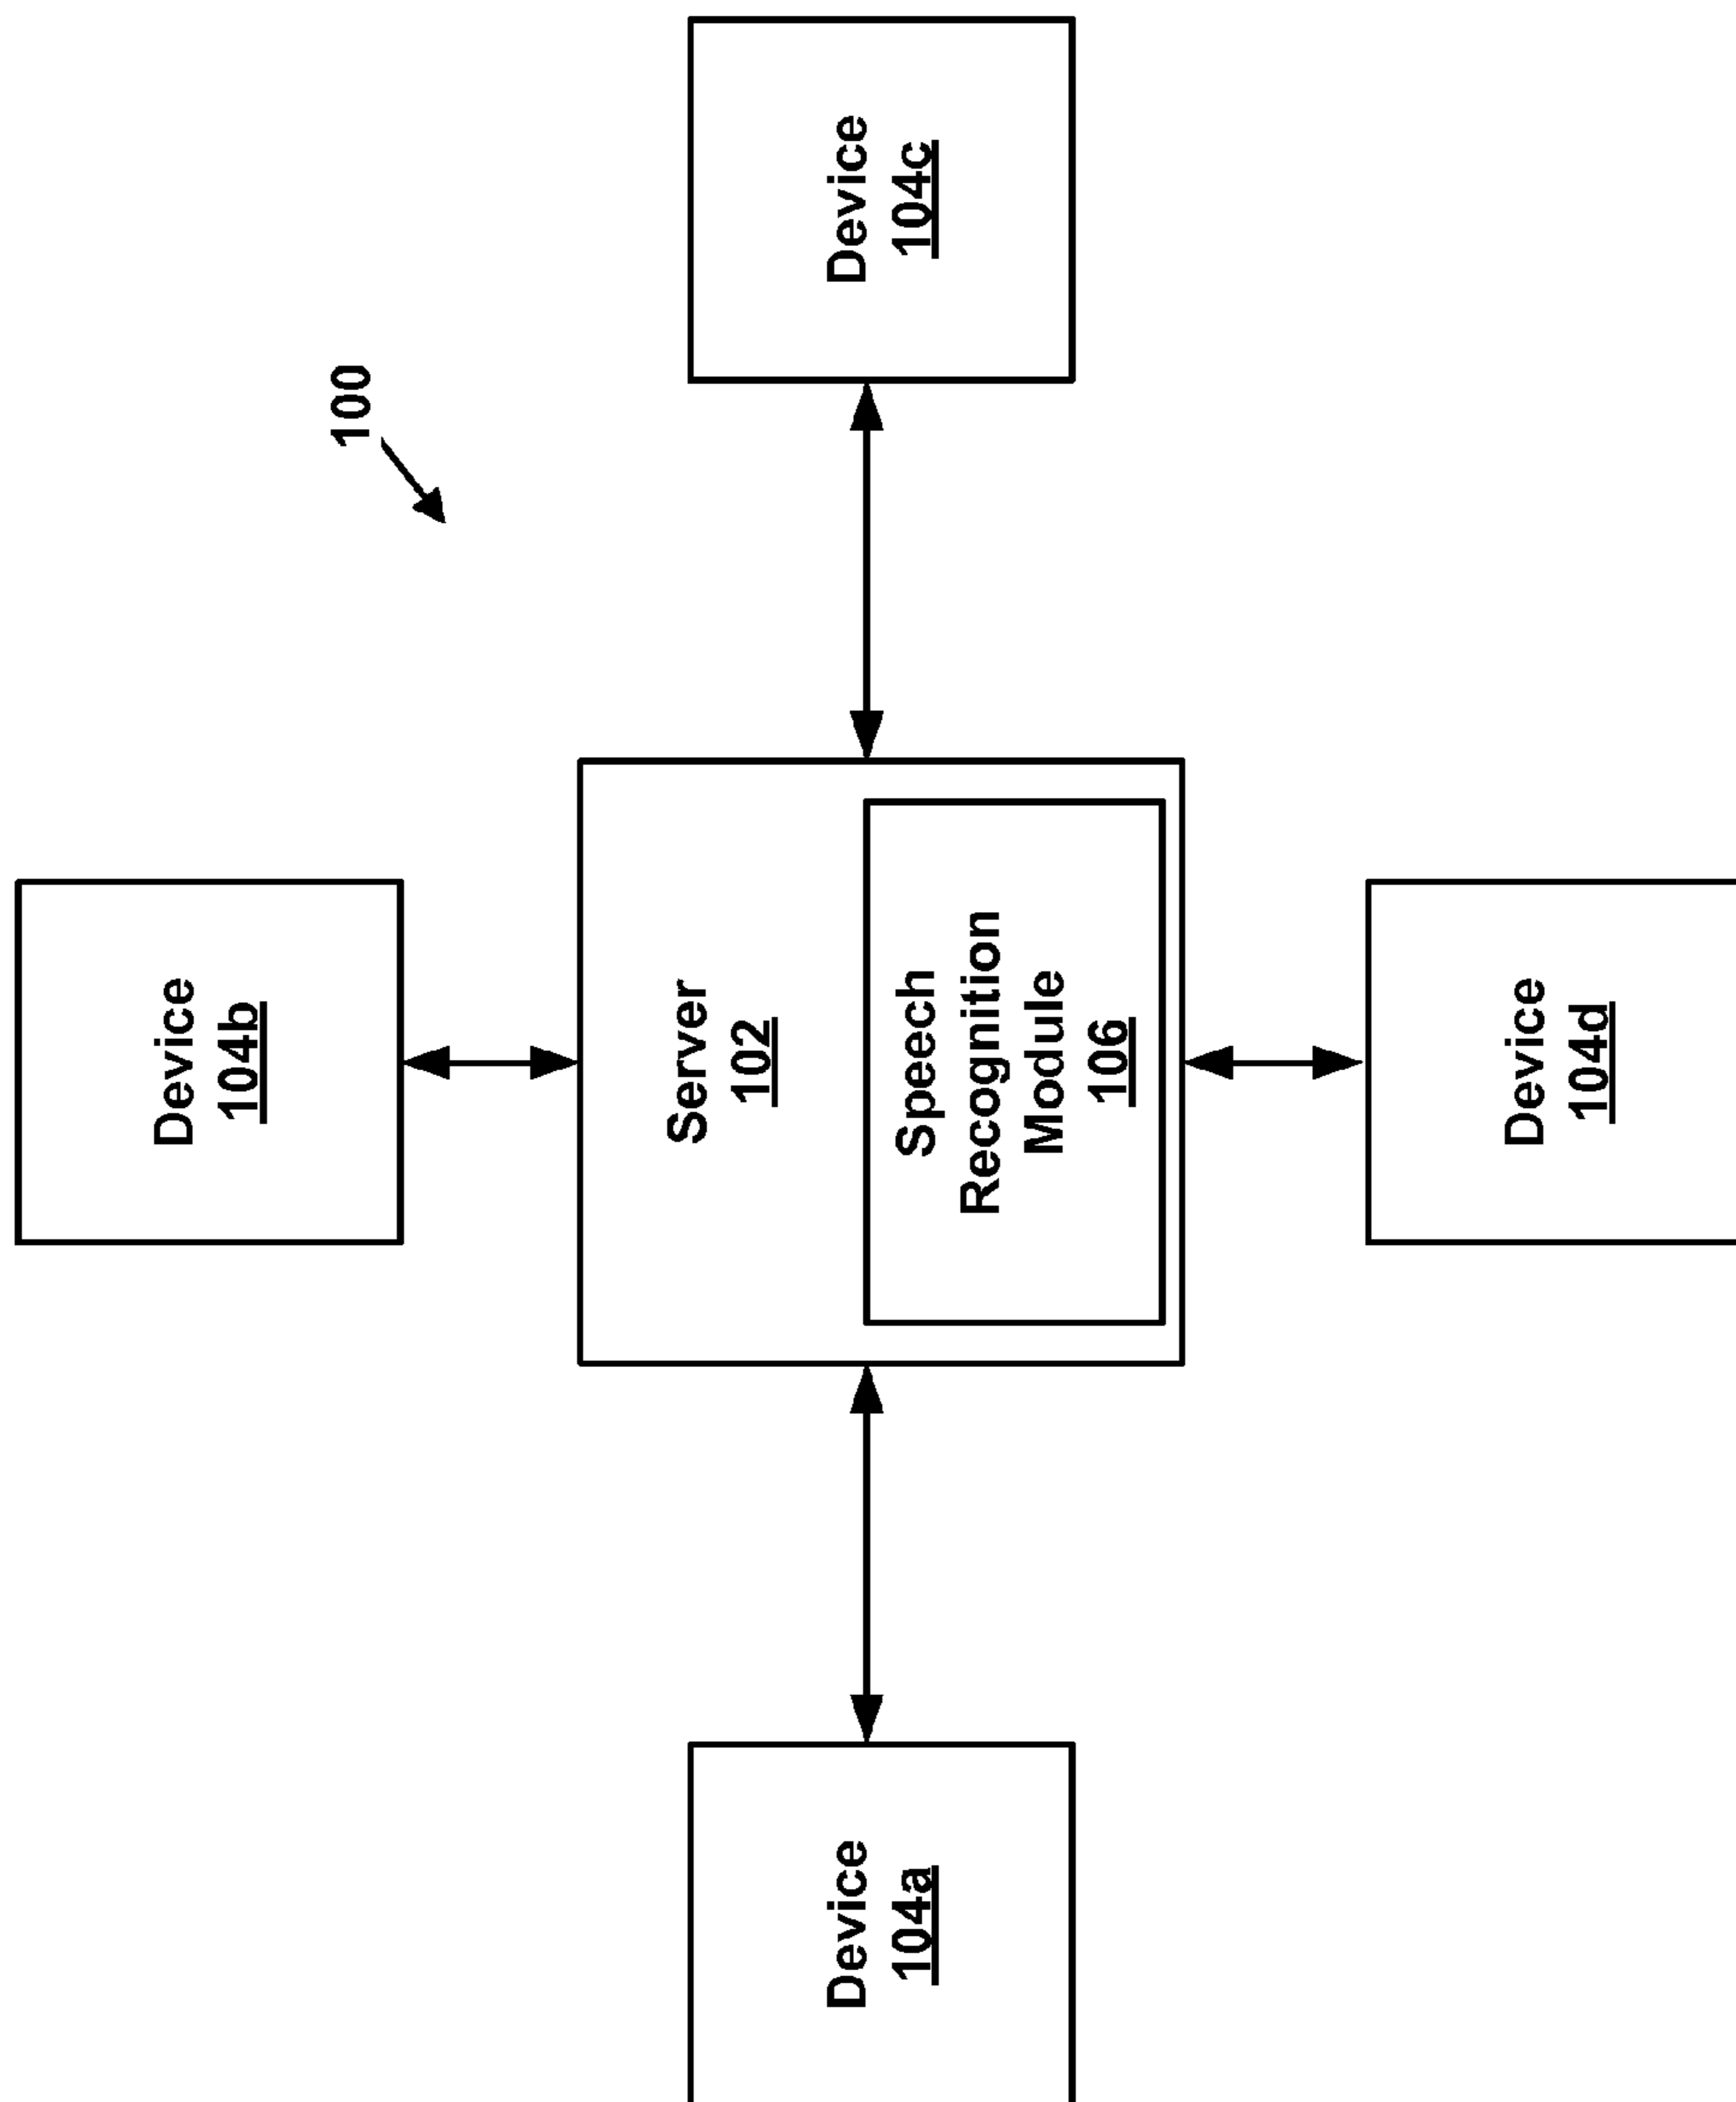 100
Device
104b
Device
104a
Server
102
Speech
Recognition
Module
106
Device
104c
Device
104d